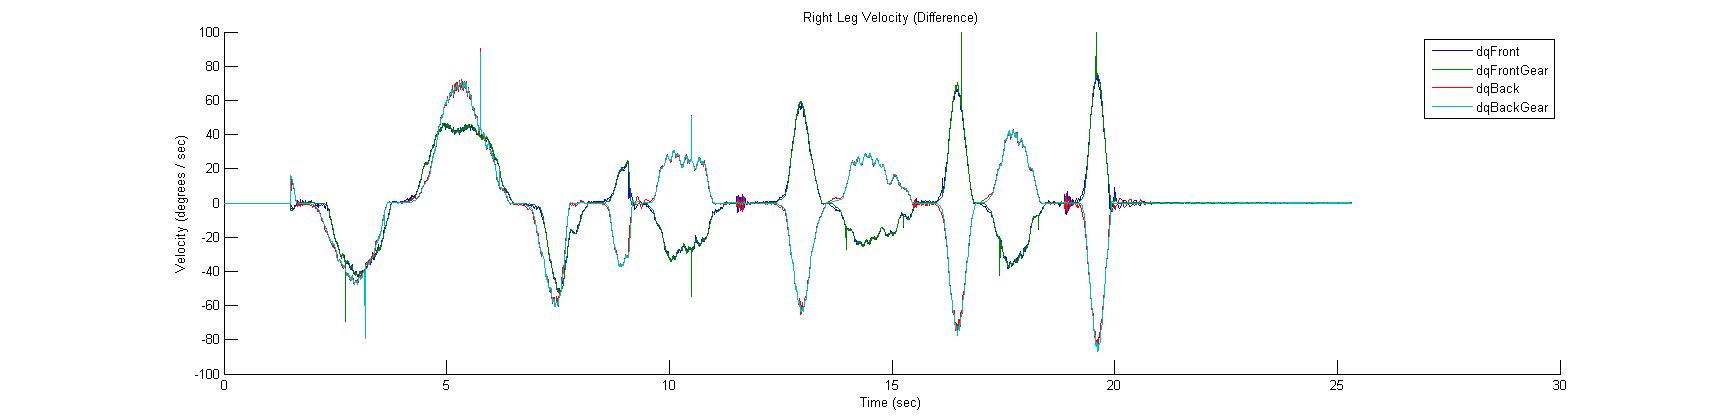 Right Leg Velocity (Difference)
100
80
60
40
20
0
-20
-40
-60
-80
-100
Velocity (degrees / sec)
0
5
10
15
20
25
30
Time (sec)
dqFront
dqFrontGear
dqBack
dqBackGear